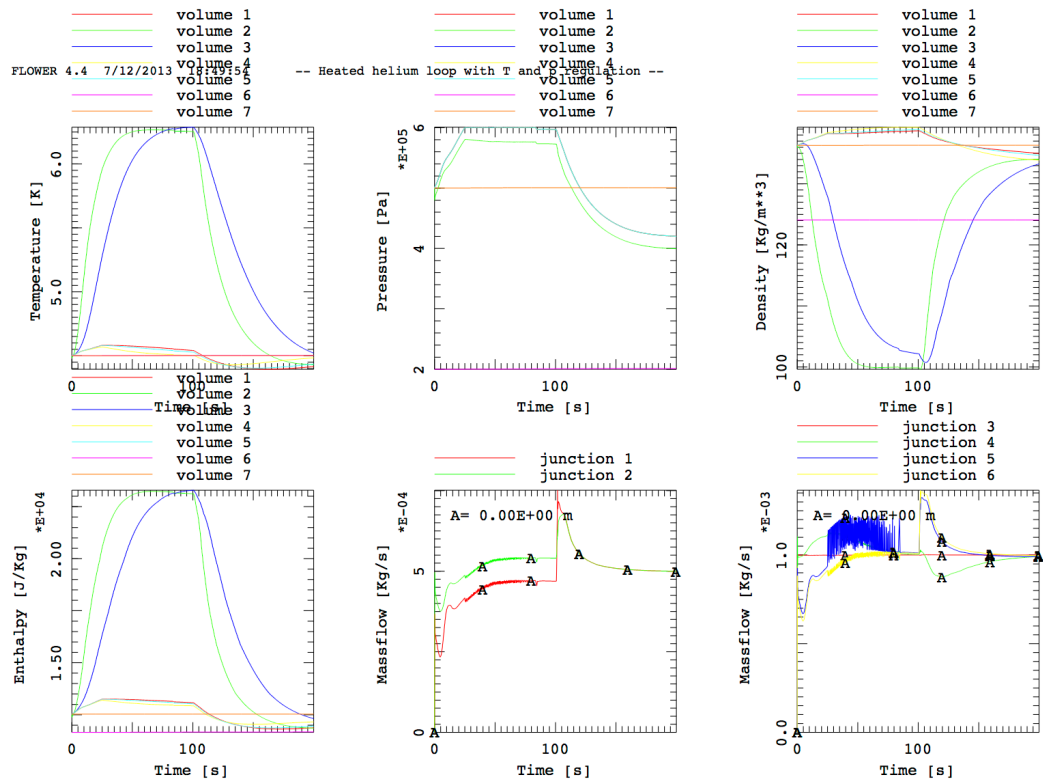 volume 1
volume 2
volume 3
volume 4
volume 5
volume 6
volume 7
volume 1
volume 2
volume 3
volume 4
volume 5
volume 6
volume 7
volume 1
volume 2
volume 3
volume 4
volume 5
volume 6
volume 7
FLOWER 4.4 7/12/2013 18:49:54 -- Heated helium loop with T and p regulation --
Temperature [K]
6.0
5.0
0
100
Time [s]
*E+05
Pressure [Pa]
6
4
2
0
100
Time [s]
Density [Kg/m**3]
120
100
0
100
Time [s]
volume 1
volume 2
volume 3
volume 4
volume 5
volume 6
volume 7
*E+04
Enthalpy [J/Kg]
2.00
1.50
0
100
Time [s]
junction 1
junction 2
*E-04
Massflow [Kg/s]
A= 0.00E+00 m
5
0
A
A
A
A
A
A
A
A
0
100
Time [s]
junction 3
junction 4
junction 5
junction 6
*E-03
Massflow [Kg/s]
A= 0.00E+00 m
1.0
0.0
A
A
A
A
A
A
A
A
A
A
A
0
100
Time [s]